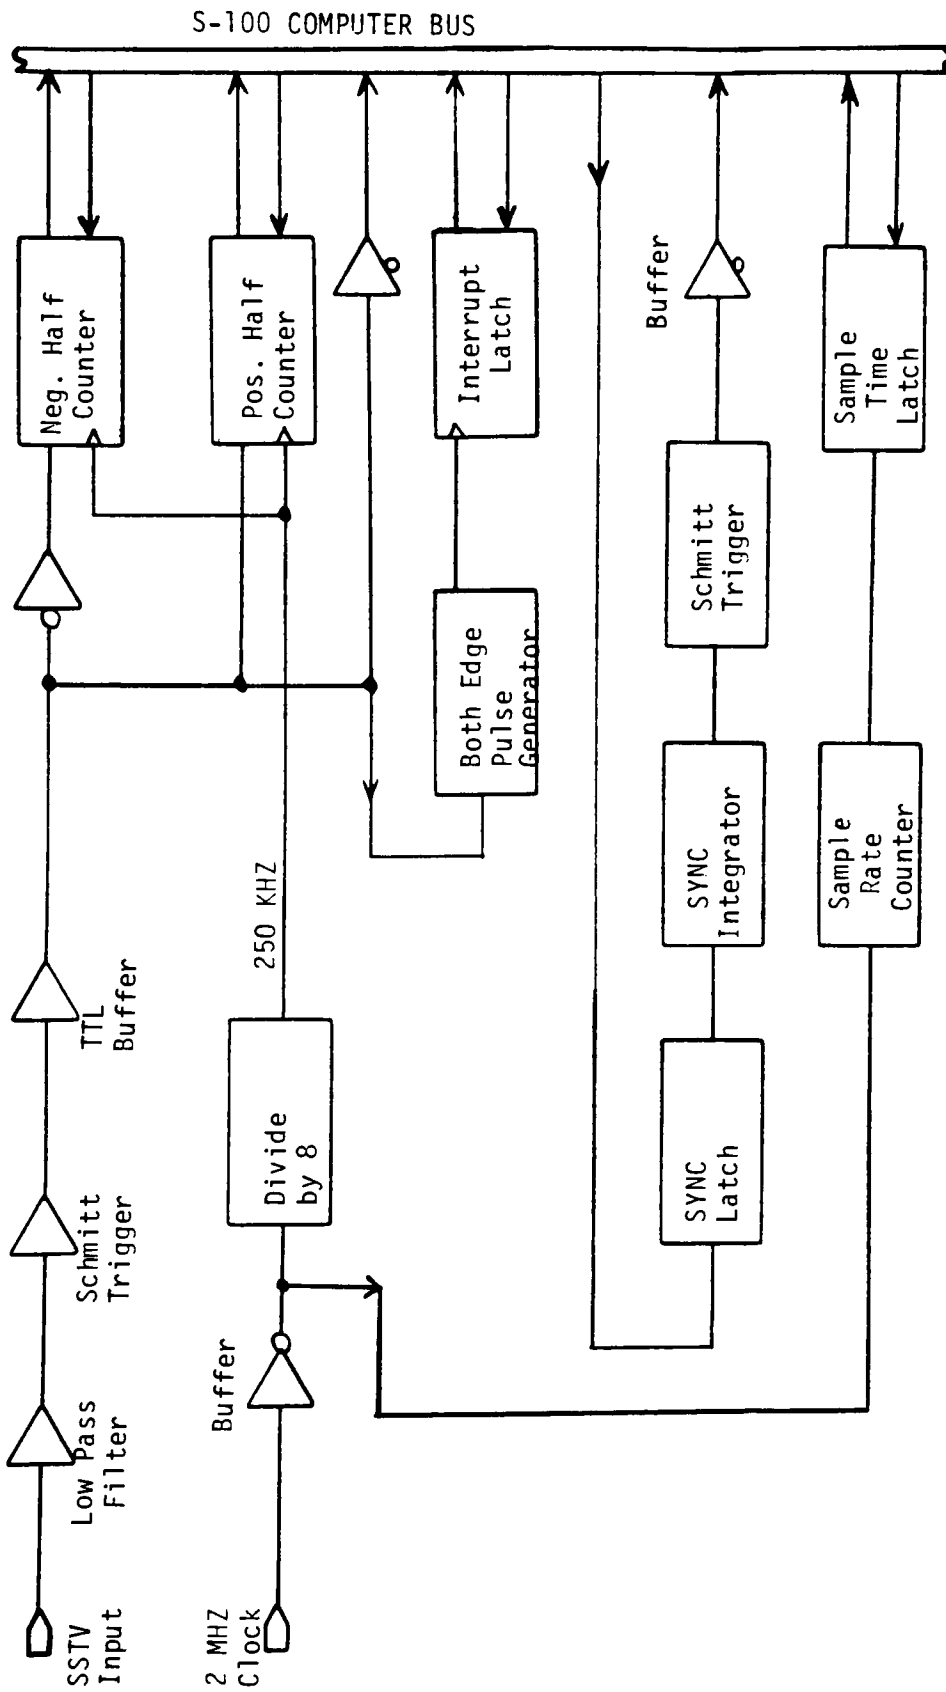 S-100 COMPUTER BUS
Neg. Half
Counter
Pos. Half
Counter
Interrupt
Latch
Buffer
Sample
Time
Latch
Schmitt
Trigger
Both Edge
Pulse
Generator
SYNC
Integrator
Sample
Rate
Counter
250 KHZ
TTL
Buffer
Divide
by 8
SYNC
Latch
Schmitt
Trigger
Buffer
Low Pass
Filter
SSTV
Input
2 MHZ
Clock